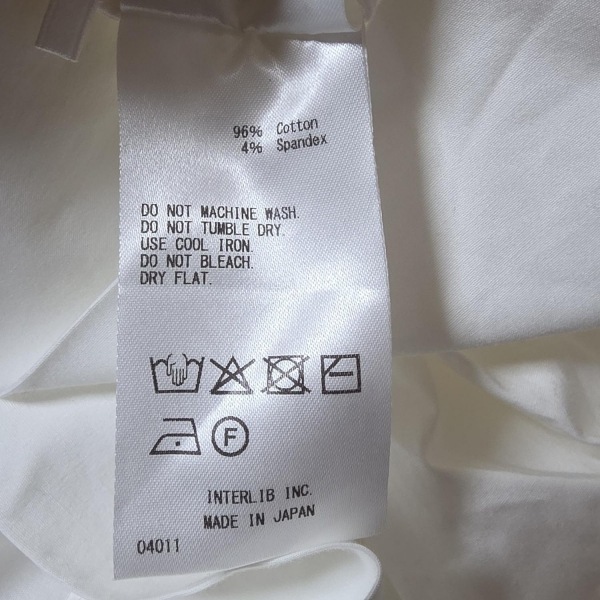 96% Cotton
4% Spandex
DO NOT MACHINE WASH.
DO NOT TUMBLE DRY.
USE COOL IRON.
DO NOT BLEACH.
DRY FLAT.
F
INTERLIB INC.
MADE IN JAPAN
04011